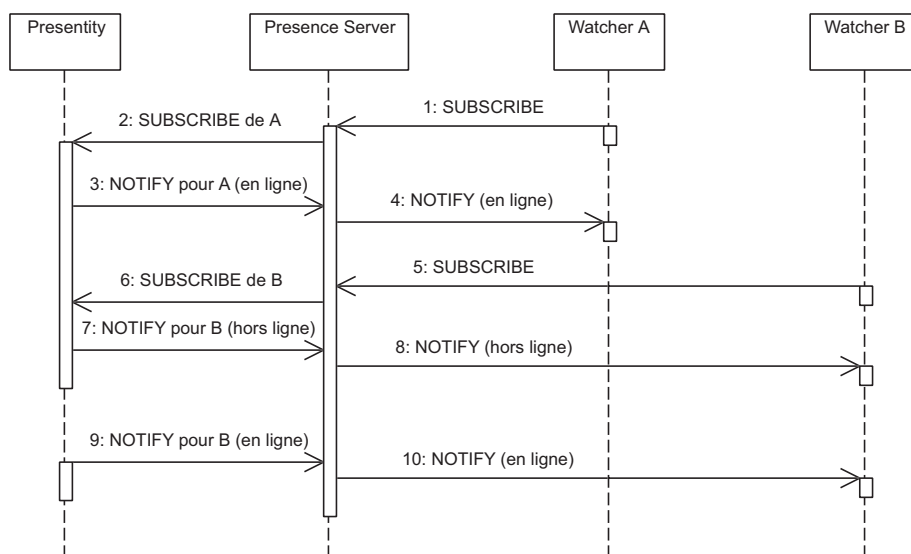 Presentity
Presence Server
Watcher A
Watcher B
1: SUBSCRIBE
2: SUBSCRIBE de A
3: NOTIFY pour A (en ligne)
4: NOTIFY (en ligne)
5: SUBSCRIBE
6: SUBSCRIBE de B
7: NOTIFY pour B (hors ligne)
8: NOTIFY (hors ligne)
9: NOTIFY pour B (en ligne)
10: NOTIFY (en ligne)